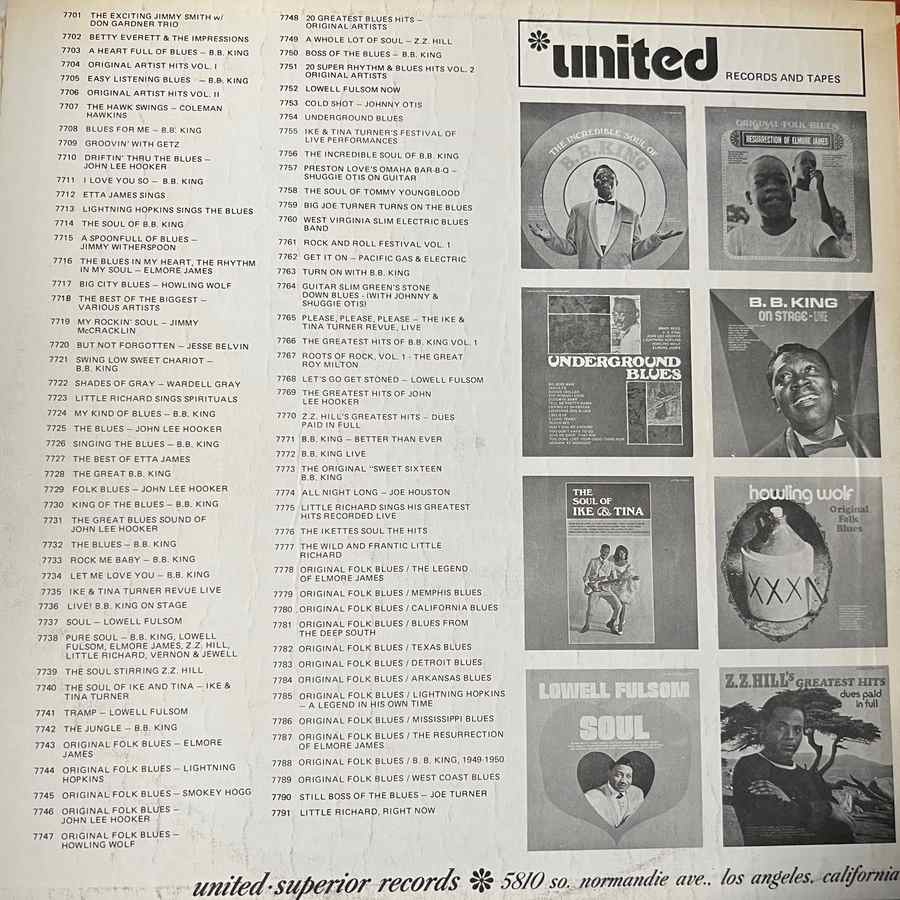 7701 THE EXCITING JIMMY SMITH w/
DON GARDNER TRIO
7702 BETTY EVERETT & THE IMPRESSIONS
7703 A HEART FULL OF BLUES – B.B. KING
7704 ORIGINAL ARTIST HITS VOL. I
7705 EASY LISTENING BLUES – B.B. KING
7706 ORIGINAL ARTIST HITS VOL. II
7707 THE HAWK SWINGS – COLEMAN
HAWKINS
7708 BLUES FOR ME – B.B. KING
7709 GROOVIN' WITH GETZ
7710 DRIFTIN' THRU THE BLUES –
JOHN LEE HOOKER
7711 I LOVE YOU SO – B.B. KING
7712 ETTA JAMES SINGS
7713 LIGHTNING HOPKINS SINGS THE BLUES
7714 THE SOUL OF B.B. KING
7715 A SPOONFULL OF BLUES –
JIMMY WITHERSPOON
7716 THE BLUES IN MY HEART, THE RHYTHM
IN MY SOUL – ELMORE JAMES
7717 BIG CITY BLUES – HOWLING WOLF
7718 THE BEST OF THE BIGGEST –
VARIOUS ARTISTS
7719 MY ROCKIN' SOUL – JIMMY
McCRACKLIN
7720 BUT NOT FORGOTTEN – JESSE BELVIN
7721 SWING LOW SWEET CHARIOT –
B.B. KING
7722 SHADES OF GRAY – WARDELL GRAY
7723 LITTLE RICHARD SINGS SPIRITUALS
7724 MY KIND OF BLUES – B.B. KING
7725 THE BLUES – JOHN LEE HOOKER
7726 SINGING THE BLUES – B.B. KING
7727 THE BEST OF ETTA JAMES
7728 THE GREAT B.B. KING
7729 FOLK BLUES – JOHN LEE HOOKER
7730 KING OF THE BLUES – B.B. KING
7731 THE GREAT BLUES SOUND OF
JOHN LEE HOOKER
7732 THE BLUES – B.B. KING
7733 ROCK ME BABY – B.B. KING
7734 LET ME LOVE YOU – B.B. KING
7735 IKE & TINA TURNER REVUE LIVE
7736 LIVE! B.B. KING ON STAGE
7737 SOUL – LOWELL FULSOM
7738 PURE SOUL – B.B. KING, LOWELL
FULSOM, ELMORE JAMES, Z.Z. HILL,
LITTLE RICHARD, VERNON & JEWELL
7739 THE SOUL STIRRING Z.Z. HILL
7740 THE SOUL OF IKE AND TINA – IKE &
TINA TURNER
7741 TRAMP – LOWELL FULSOM
7742 THE JUNGLE – B.B. KING
7743 ORIGINAL FOLK BLUES – ELMORE
JAMES
7744 ORIGINAL FOLK BLUES – LIGHTNING
HOPKINS
7745 ORIGINAL FOLK BLUES – SMOKEY HOGG
7746 ORIGINAL FOLK BLUES –
JOHN LEE HOOKER
7747 ORIGINAL FOLK BLUES –
HOWLING WOLF
7748 20 GREATEST BLUES HITS –
ORIGINAL ARTISTS
7749 A WHOLE LOT OF SOUL – Z.Z. HILL
7750 BOSS OF THE BLUES – B.B. KING
7751 20 SUPER RHYTHM & BLUES HITS VOL. 2
ORIGINAL ARTISTS
7752 LOWELL FULSOM NOW
7753 COLD SHOT – JOHNNY OTIS
7754 UNDERGROUND BLUES
7755 IKE & TINA TURNER'S FESTIVAL OF
LIVE PERFORMANCES
7756 THE INCREDIBLE SOUL OF B.B. KING
7757 PRESTON LOVE'S OMAHA BAR-B-Q –
SHUGGIE OTIS ON GUITAR
7758 THE SOUL OF TOMMY YOUNGBLOOD
7759 BIG JOE TURNER TURNS ON THE BLUES
7760 WEST VIRGINIA SLIM ELECTRIC BLUES
BAND
7761 ROCK AND ROLL FESTIVAL VOL. 1
7762 GET IT ON – PACIFIC GAS & ELECTRIC
7763 TURN ON WITH B.B. KING
7764 GUITAR SLIM GREEN'S STONE
DOWN BLUES - (WITH JOHNNY &
SHUGGIE OTIS)
7765 PLEASE, PLEASE, PLEASE – THE IKE &
TINA TURNER REVUE, LIVE
7766 THE GREATEST HITS OF B.B. KING VOL. 1
7767 ROOTS OF ROCK, VOL. 1 - THE GREAT
ROY MILTON
7768 LET'S GO GET STONED – LOWELL FULSOM
7769 THE GREATEST HITS OF JOHN
LEE HOOKER
7770 Z.Z. HILL'S GREATEST HITS – DUES
PAID IN FULL
7771 B.B. KING – BETTER THAN EVER
7772 B.B. KING LIVE
7773 THE ORIGINAL "SWEET SIXTEEN
B.B. KING
7774 ALL NIGHT LONG – JOE HOUSTON
7775 LITTLE RICHARD SINGS HIS GREATEST
HITS RECORDED LIVE
7776 THE IKETTES SOUL THE HITS
7777 THE WILD AND FRANTIC LITTLE
RICHARD
7778 ORIGINAL FOLK BLUES / THE LEGEND
OF ELMORE JAMES
7779 ORIGINAL FOLK BLUES / MEMPHIS BLUES
7780 ORIGINAL FOLK BLUES / CALIFORNIA BLUES
7781 ORIGINAL FOLK BLUES / BLUES FROM
THE DEEP SOUTH
7782 ORIGINAL FOLK BLUES / TEXAS BLUES
7783 ORIGINAL FOLK BLUES / DETROIT BLUES
7784 ORIGINAL FOLK BLUES / ARKANSAS BLUES
7785 ORIGINAL FOLK BLUES / LIGHTNING HOPKINS
– A LEGEND IN HIS OWN TIME
7786 ORIGINAL FOLK BLUES / MISSISSIPPI BLUES
7787 ORIGINAL FOLK BLUES / THE RESURRECTION
OF ELMORE JAMES
7788 ORIGINAL FOLK BLUES / B. B. KING, 1949-1950
7789 ORIGINAL FOLK BLUES / WEST COAST BLUES
7790 STILL BOSS OF THE BLUES – JOE TURNER
7791 LITTLE RICHARD, RIGHT NOW
united RECORDS AND TAPES
THE INCREDIBLE SOUL OF
B.B. KING
ORIGINAL FOLK BLUES
RESURRECTION OF ELMORE JAMES
UNDERGROUND
BLUES
B.B. KING
ON STAGE-LIVE
THE
SOUL OF
IKE & TINA
howling wolf
Original
Folk
Blues
XXXX
LOWELL FULSOM
SOUL
Z.Z. HILL'S GREATEST HITS
dues paid
in full
united·superior records ✻ 5810 so. normandie ave., los angeles, california